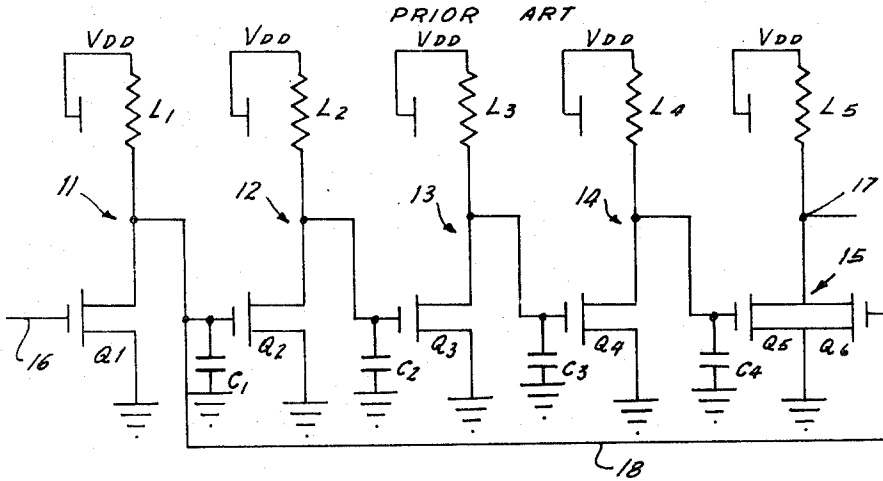 PRIOR ART
VDD VDD VDD VDD VDD
L1 L2 L3 L4 L5
11 12 13 14 17
15
16 Q1 C1 Q2 C2 Q3 C3 Q4 C4 Q5 Q6
18